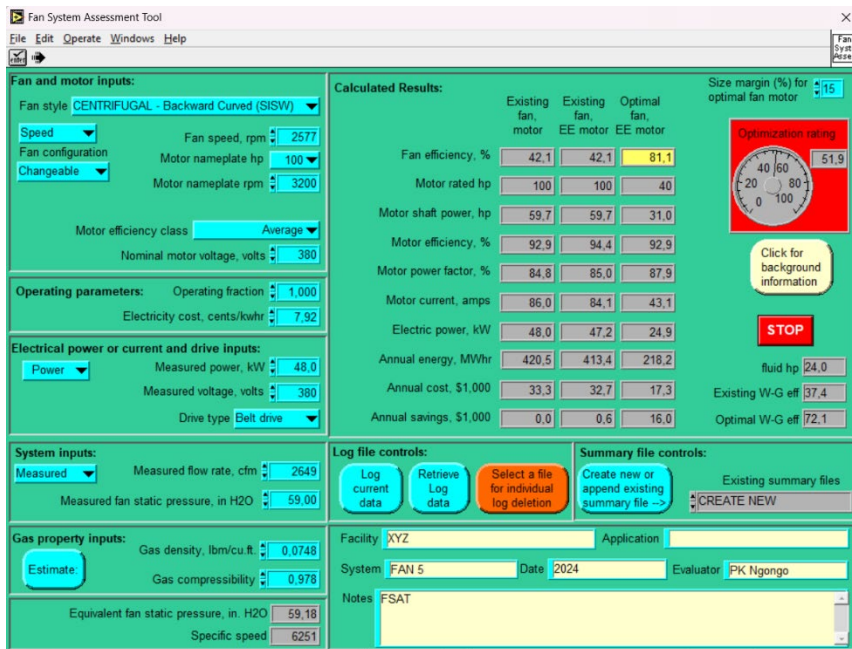 Fan System Assessment Tool
File Edit Operate Windows Help
Fan and motor inputs:
Fan style CENTRIFUGAL - Backward Curved (SISW)
Speed
Fan speed, rpm 2577
Fan configuration
Motor nameplate hp 100
Changeable
Motor nameplate rpm 3200
Motor efficiency class Average
Nominal motor voltage, volts 380
Operating parameters: Operating fraction 1,000
Electricity cost, cents/kwhr 7,92
Electrical power or current and drive inputs:
Power Measured power, kW 48,0
Measured voltage, volts 380
Drive type Belt drive
System inputs:
Measured Measured flow rate, cfm 2649
Measured fan static pressure, in H2O 59,00
Gas property inputs:
Estimate: Gas density, lbm/cu.ft. 0,0748
Gas compressibility 0,978
Equivalent fan static pressure, in. H2O 59,18
Specific speed 6251
Calculated Results:
Existing Existing Optimal
fan, fan, fan,
motor EE motor EE motor
Fan efficiency, % 42,1 42,1 81,1
Motor rated hp 100 100 40
Motor shaft power, hp 59,7 59,7 31,0
Motor efficiency, % 92,9 94,4 92,9
Motor power factor, % 84,8 85,0 87,9
Motor current, amps 86,0 84,1 43,1
Electric power, kW 48,0 47,2 24,9
Annual energy, MWhr 420,5 413,4 218,2
Annual cost, $1,000 33,3 32,7 17,3
Annual savings, $1,000 0,0 0,6 16,0
Size margin (%) for
optimal fan motor 15
Optimization rating
51,9
40 60
20 80
0 100
Click for
background
information
STOP
fluid hp 24,0
Existing W-G eff 37,4
Optimal W-G eff 72,1
Log file controls:
Log
current
data
Retrieve
Log
data
Select a file
for individual
log deletion
Summary file controls:
Create new or
append existing
summary file -->
Existing summary files
CREATE NEW
Facility XYZ Application
System FAN 5 Date 2024 Evaluator PK Ngongo
Notes FSAT